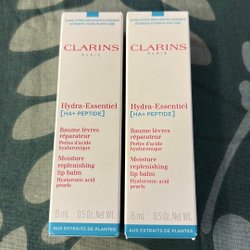 CLARINS
PARIS
Hydra-Essentiel
[HA+ PEPTIDE]
Baume lèvres
réparateur
Perles d'acide
hyaluronique
Moisture
replenishing
lip balm
Hyaluronic acid
pearls
15 mL 0.5 Oz. Net Wt.
AUX EXTRAITS DE PLANTES
CLARINS
PARIS
Hydra-Essentiel
[HA+ PEPTIDE]
Baume lèvres
réparateur
Perles d'acide
hyaluronique
Moisture
replenishing
lip balm
Hyaluronic acid
pearls
15 mL 0.5 Oz. Net Wt.
AUX EXTRAITS DE PLANTES